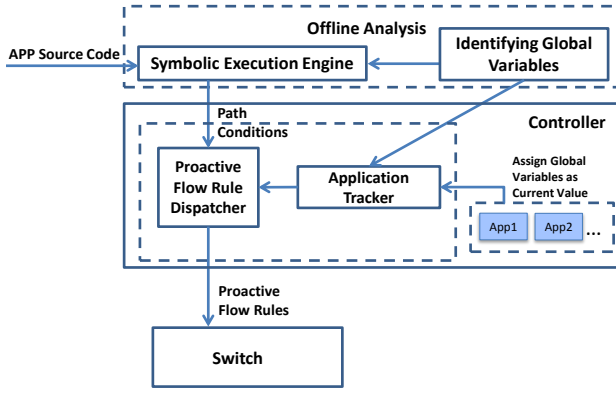 Offline Analysis
APP Source Code
Symbolic Execution Engine
Identifying Global
Variables
Path
Conditions
Controller
Proactive
Flow Rule
Dispatcher
Application
Tracker
Assign Global
Variables as
Current Value
App1
App2
...
Proactive
Flow Rules
Switch